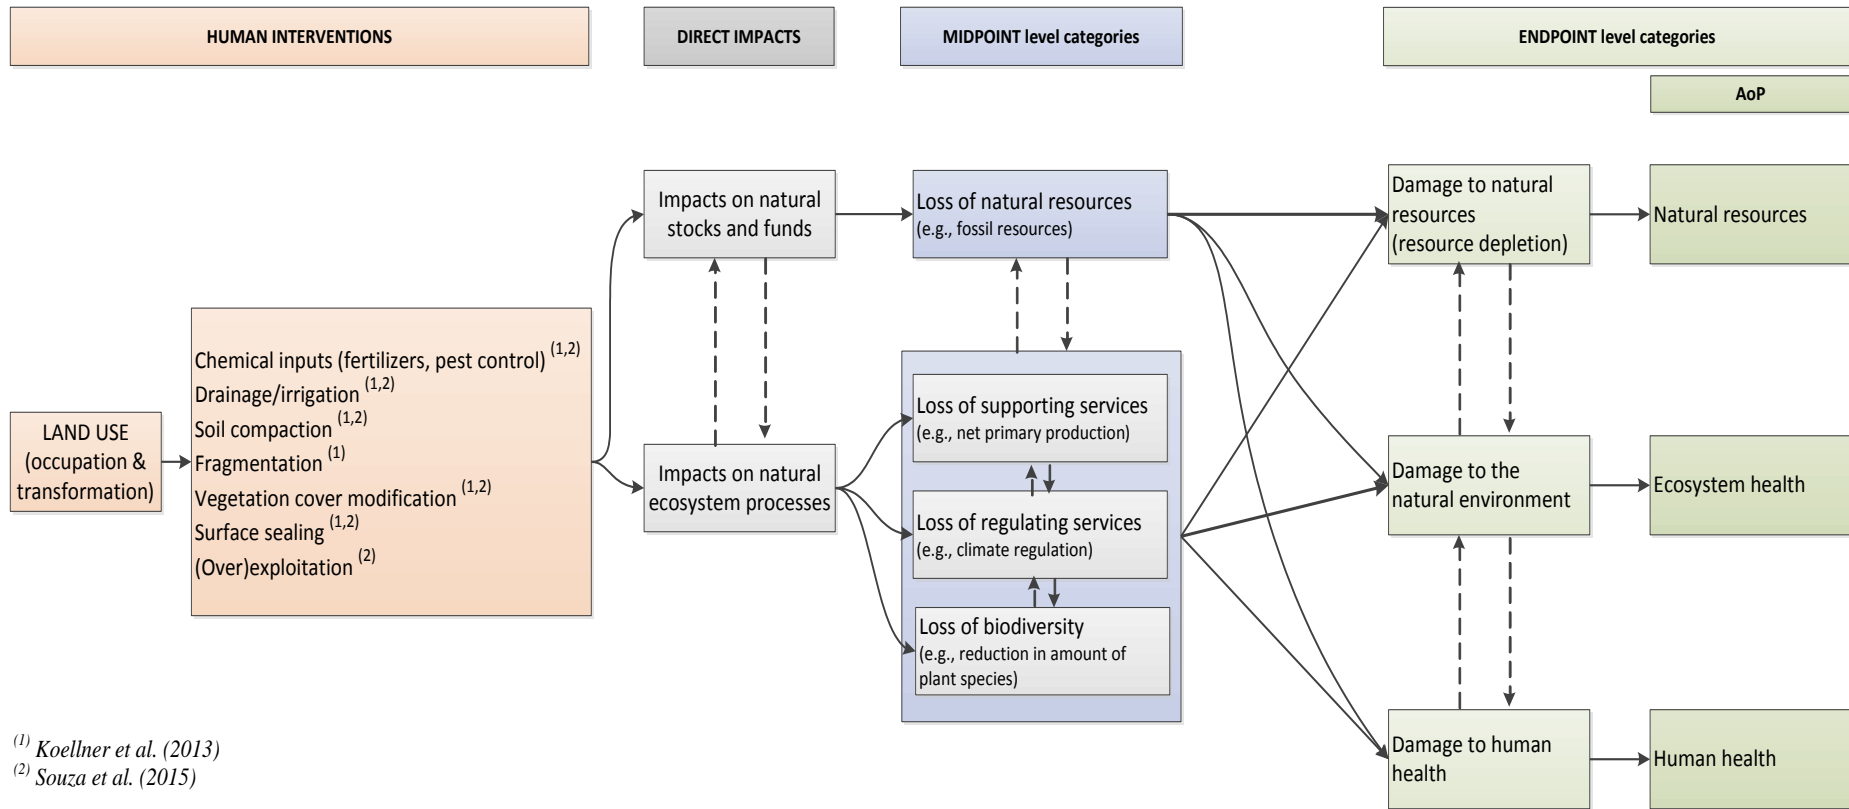 HUMAN INTERVENTIONS
DIRECT IMPACTS
MIDPOINT level categories
ENDPOINT level categories
AoP
LAND USE
(occupation &
transformation)
Chemical inputs (fertilizers, pest control) (1,2)
Drainage/irrigation (1,2)
Soil compaction (1,2)
Fragmentation (1)
Vegetation cover modification (1,2)
Surface sealing (1,2)
(Over)exploitation (2)
Impacts on natural
stocks and funds
Impacts on natural
ecosystem processes
Loss of natural resources
(e.g., fossil resources)
Loss of supporting services
(e.g., net primary production)
Loss of regulating services
(e.g., climate regulation)
Loss of biodiversity
(e.g., reduction in amount of
plant species)
Damage to natural
resources
(resource depletion)
Damage to the
natural environment
Damage to human
health
Natural resources
Ecosystem health
Human health
(1) Koellner et al. (2013)
(2) Souza et al. (2015)